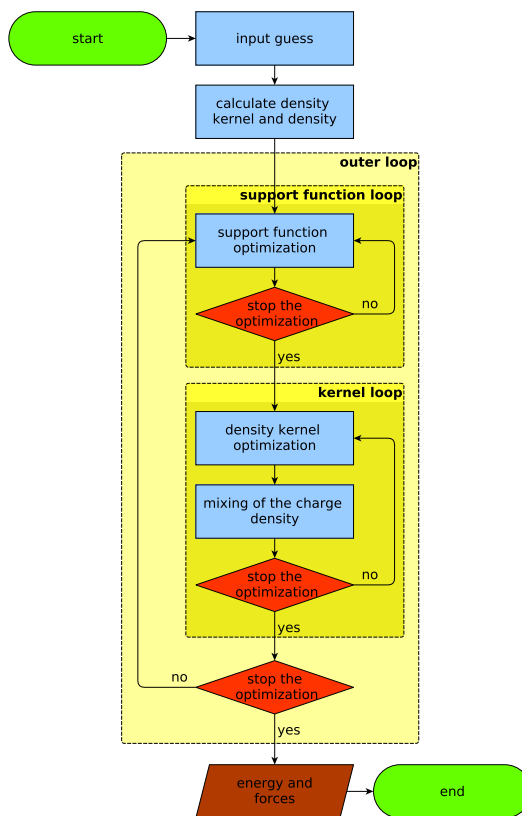 start
input guess
calculate density
kernel and density
outer loop
support function loop
support function
optimization
no
stop the
optimization
yes
kernel loop
density kernel
optimization
mixing of the charge
density
no
stop the
optimization
yes
no
stop the
optimization
yes
energy and
forces
end